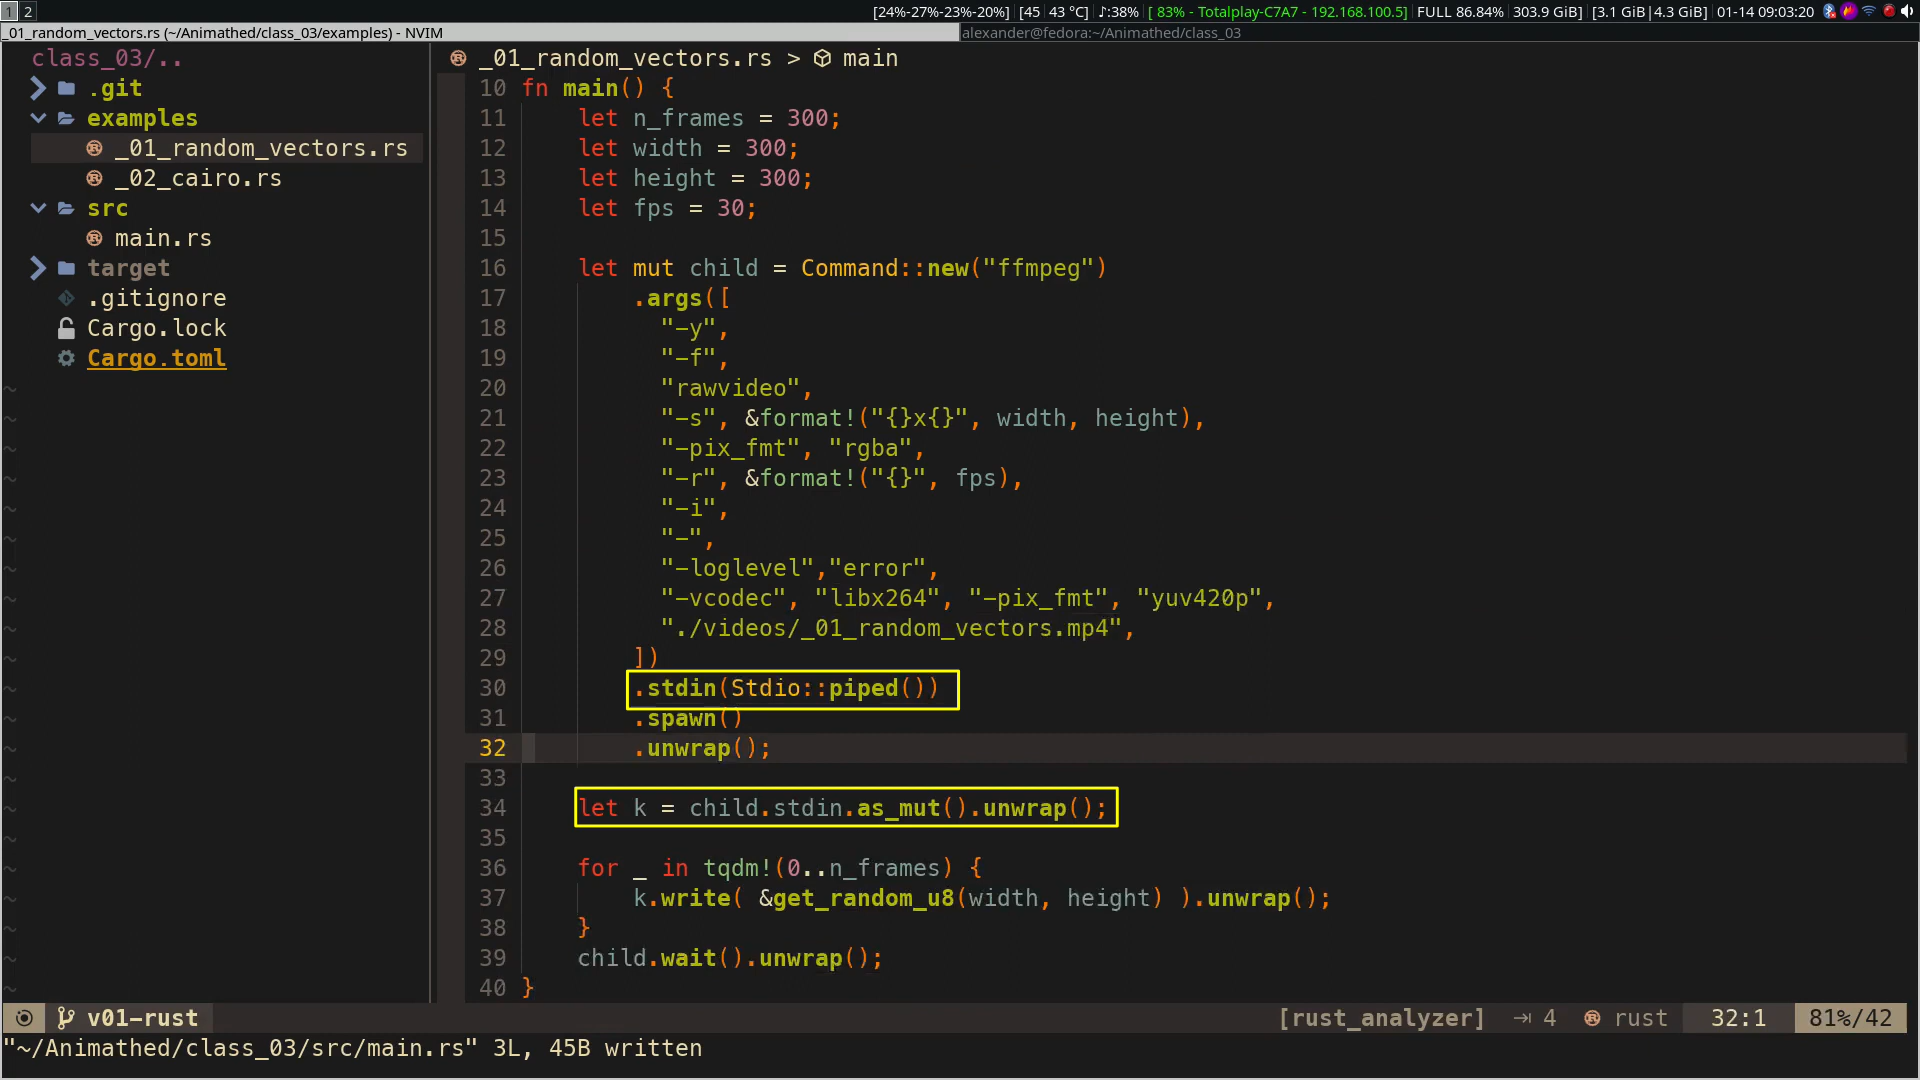 1 2 [24%-27%-23%-20%] [45 43 °C] ♪:38% [ 83% - Totalplay-C7A7 - 192.168.100.5] FULL 86.84% 303.9 GiB] [3.1 GiB|4.3 GiB] 01-14 09:03:20
_01_random_vectors.rs (~/Animathed/class_03/examples) - NVIM
alexander@fedora:~/Animathed/class_03
class_03/..
.git
examples
_01_random_vectors.rs
_02_cairo.rs
src
main.rs
target
.gitignore
Cargo.lock
Cargo.toml
_01_random_vectors.rs > main
10 fn main() {
11 let n_frames = 300;
12 let width = 300;
13 let height = 300;
14 let fps = 30;
15
16 let mut child = Command::new("ffmpeg")
17 .args([
18 "-y",
19 "-f",
20 "rawvideo",
21 "-s", &format!("{}x{}", width, height),
22 "-pix_fmt", "rgba",
23 "-r", &format!("{}", fps),
24 "-i",
25 "-",
26 "-loglevel","error",
27 "-vcodec", "libx264", "-pix_fmt", "yuv420p",
28 "./videos/_01_random_vectors.mp4",
29 ])
30 .stdin(Stdio::piped())
31 .spawn()
32 .unwrap();
33
34 let k = child.stdin.as_mut().unwrap();
35
36 for _ in tqdm!(0..n_frames) {
37 k.write( &get_random_u8(width, height) ).unwrap();
38 }
39 child.wait().unwrap();
40 }
v01-rust [rust_analyzer] ⇥ 4 rust 32:1 81%/42
"~/Animathed/class_03/src/main.rs" 3L, 45B written